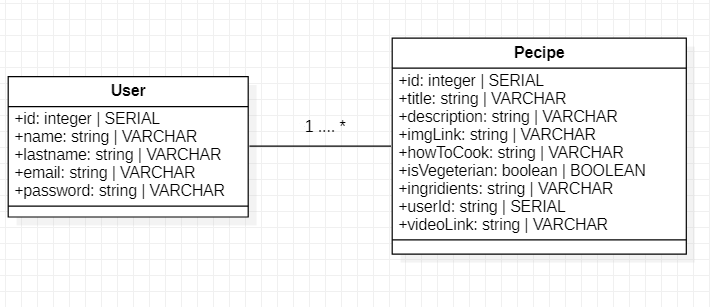 User
+id: integer | SERIAL
+name: string | VARCHAR
+lastname: string | VARCHAR
+email: string | VARCHAR
+password: string | VARCHAR
1 .... *
Pecipe
+id: integer | SERIAL
+title: string | VARCHAR
+description: string | VARCHAR
+imgLink: string | VARCHAR
+howToCook: string | VARCHAR
+isVegeterian: boolean | BOOLEAN
+ingridients: string | VARCHAR
+userId: string | SERIAL
+videoLink: string | VARCHAR